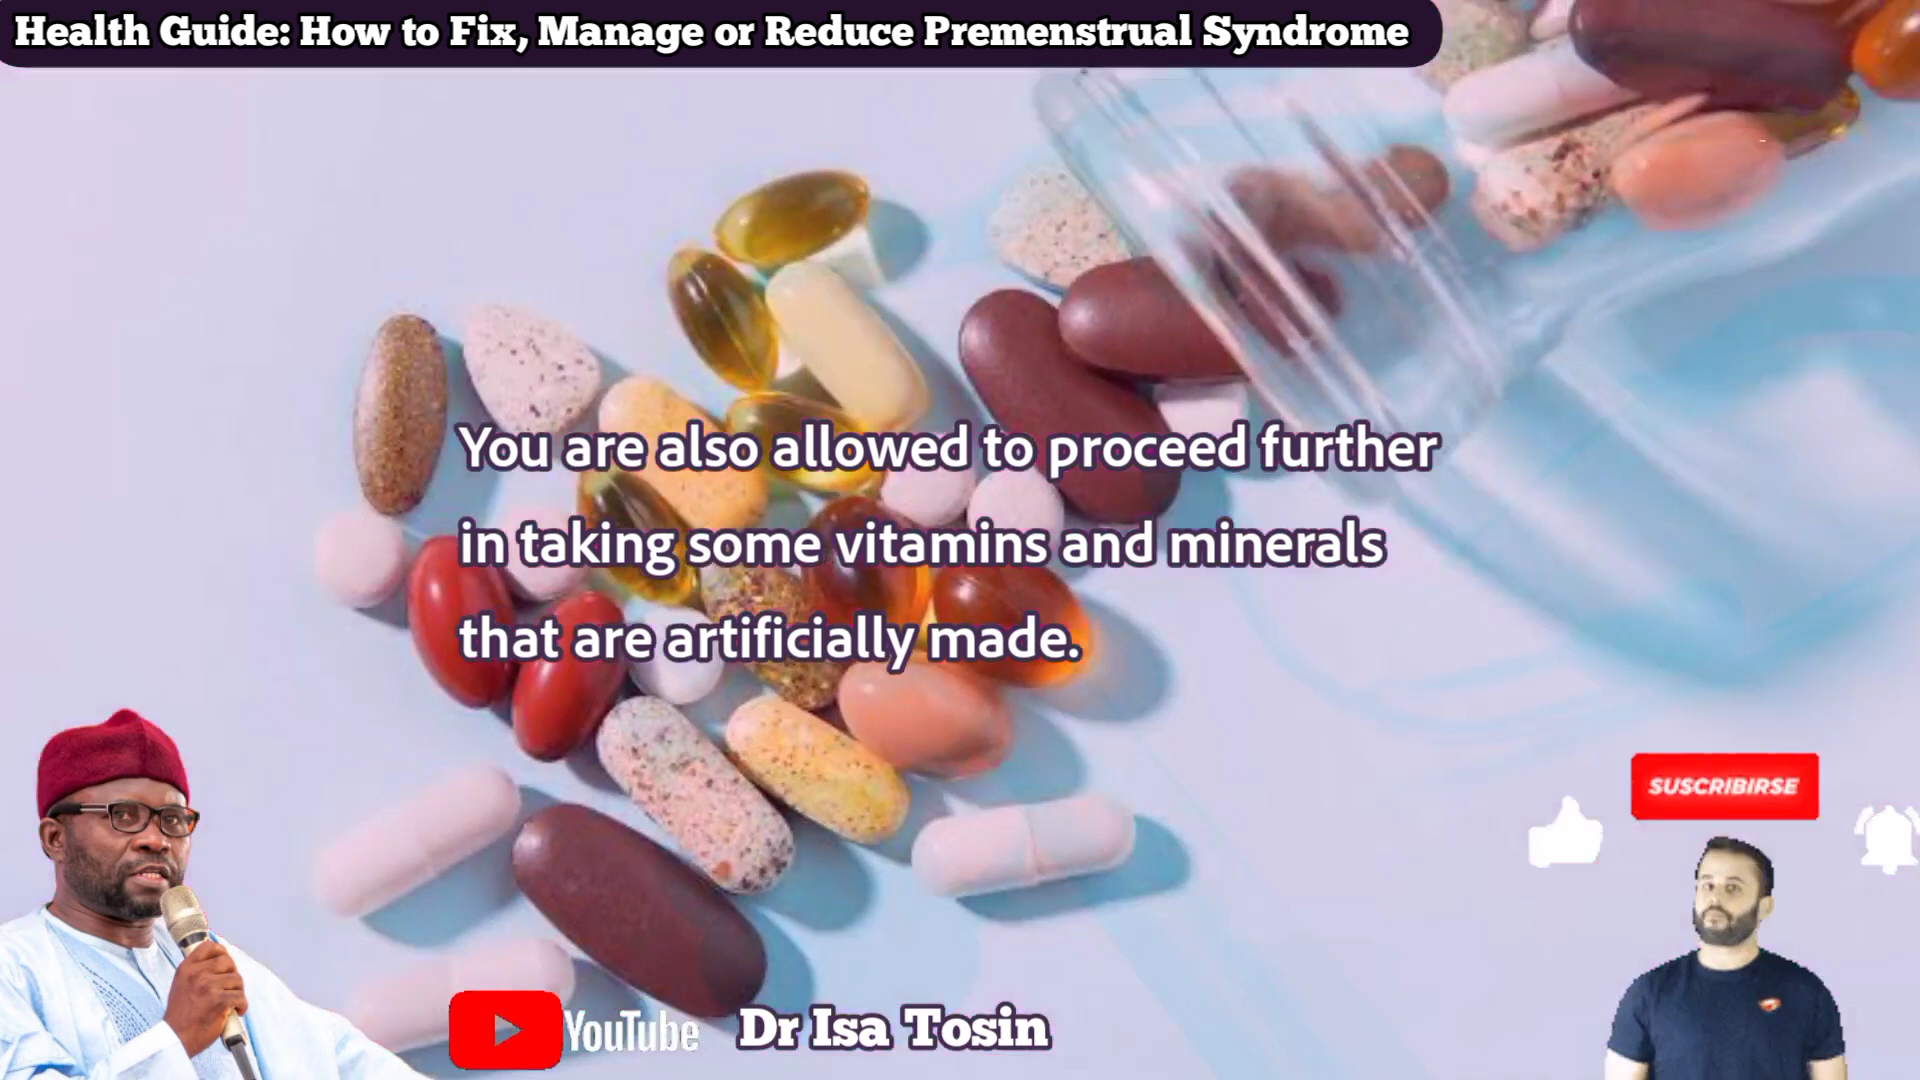 Health Guide: How to Fix, Manage or Reduce Premenstrual Syndrome
You are also allowed to proceed further
in taking some vitamins and minerals
that are artificially made.
SUSCRIBIRSE
YouTube Dr Isa Tosin